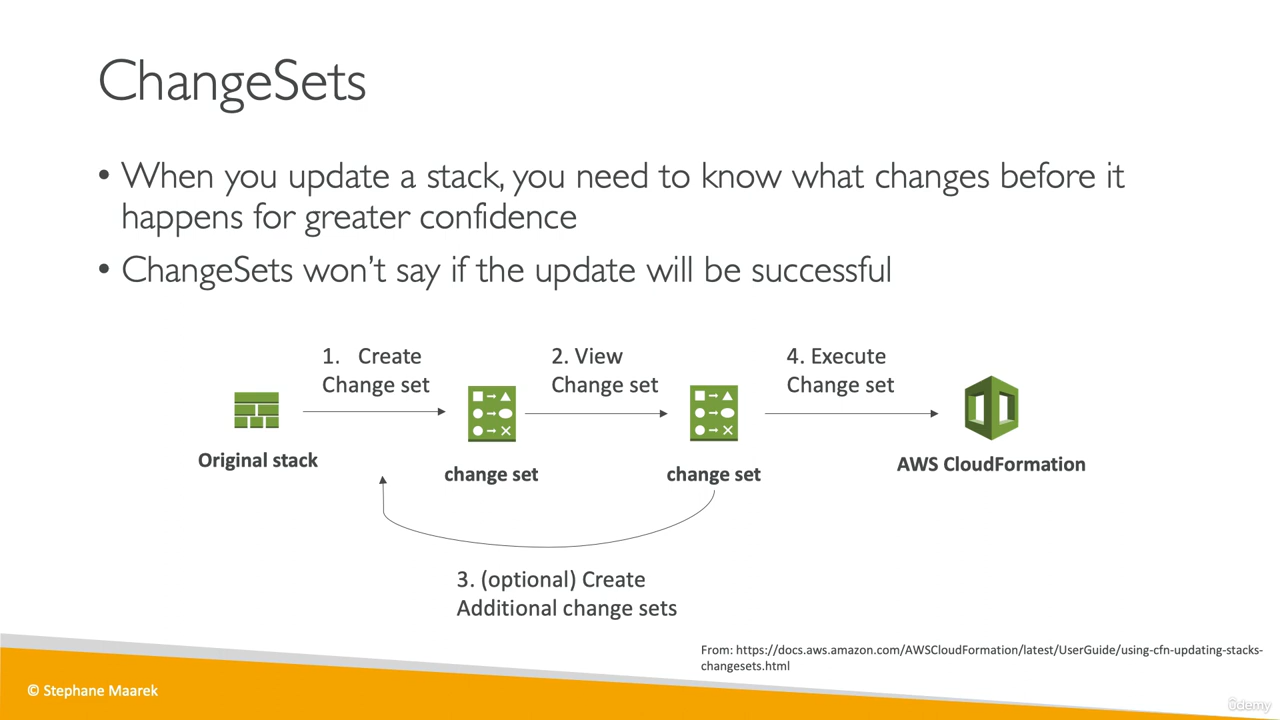 ChangeSets
• When you update a stack, you need to know what changes before it
happens for greater confidence
• ChangeSets won't say if the update will be successful
1. Create
Change set
2. View
Change set
4. Execute
Change set
Original stack
change set
change set
AWS CloudFormation
3. (optional) Create
Additional change sets
From: https://docs.aws.amazon.com/AWSCloudFormation/latest/UserGuide/using-cfn-updating-stacks-
changesets.html
© Stephane Maarek
ûdemy